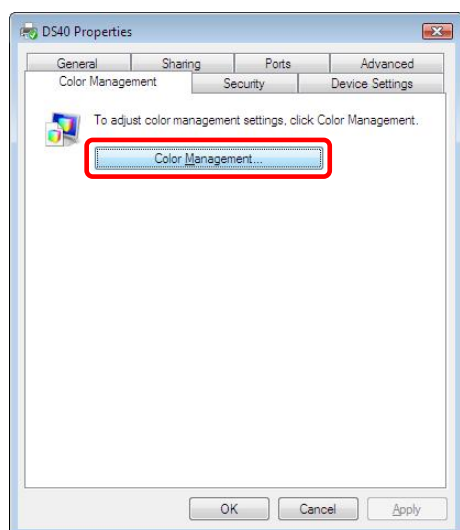 DS40 Properties
General Sharing Ports Advanced
Color Management Security Device Settings
To adjust color management settings, click Color Management.
Color Management...
OK Cancel Apply